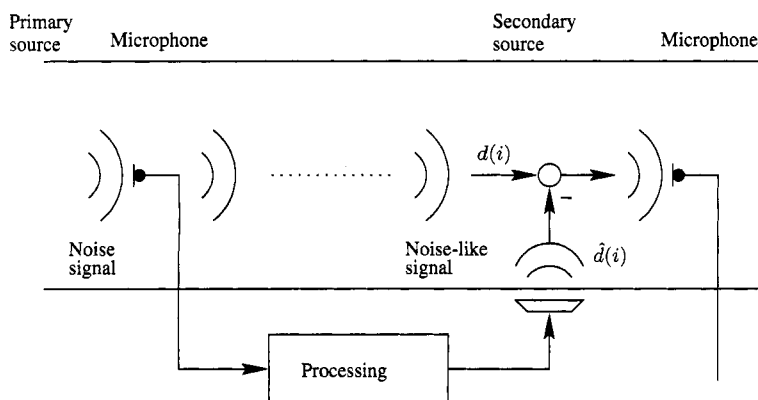 Primary
source
Microphone
Secondary
source
Microphone
d(i)
−
Noise
signal
Noise-like
signal
d̂(i)
Processing